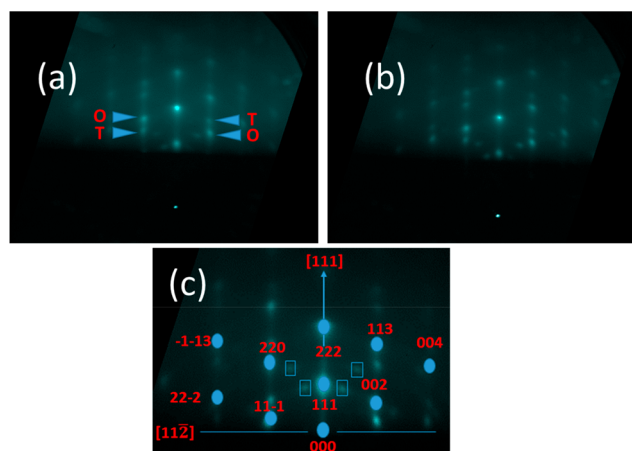 (a)
(b)
O T
T O
(c)
[111]
-1-13 220 222 113 004
22-2 11-1 111 002
[112̅]
000